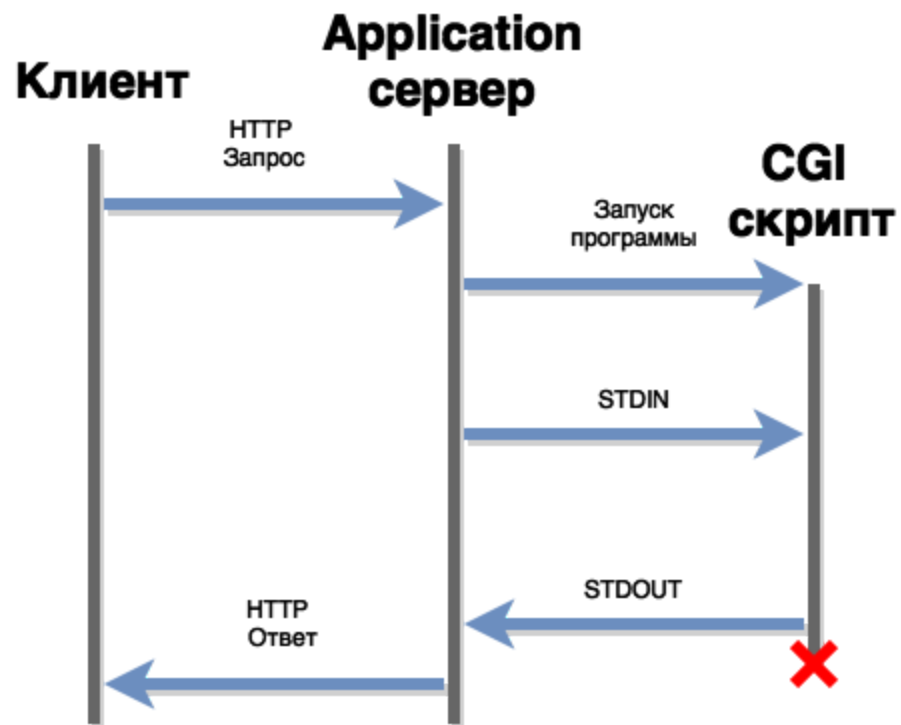 Клиент
Application
сервер
HTTP
Запрос
CGI
скрипт
Запуск
программы
STDIN
STDOUT
HTTP
Ответ